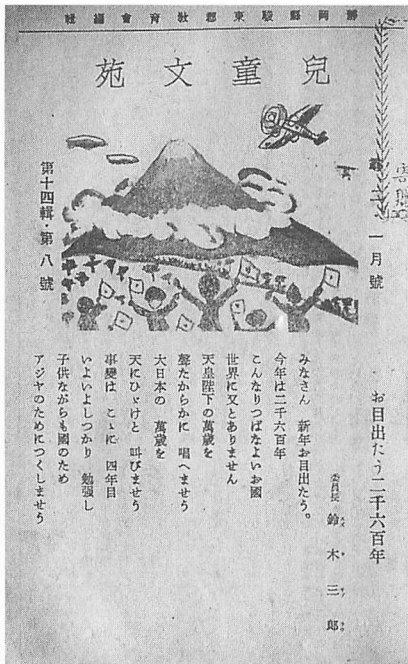 靜岡縣駿東郡敎育會編輯
兒童文苑
一月號
第十四輯・第八號
お目出たう二千六百年
委員長 鈴木三郎
みなさん 新年お目出たう。
今年は二千六百年
こんなりつぱなよいお國
世界に又とありません
天皇陛下の萬歳を
聲たからかに 唱へませう
大日本の 萬歳を
天にひゞけと 叫びませう
事變は こゝに 四年目
いよいよしつかり 勉强し
子供ながらも國のため
アジヤのためにつくしませう